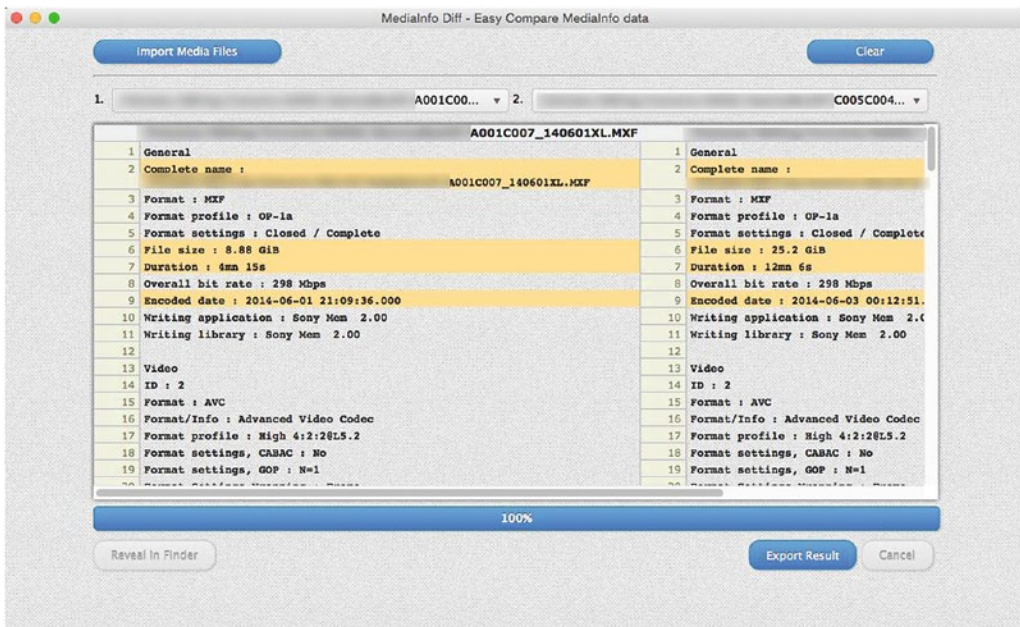 MediaInfo Diff - Easy Compare MediaInfo data
Import Media Files
Clear
1.
A001C00...
2.
C005C004...
A001C007_140601XL.MXF
1 General
2 Complete name :
A001C007_140601XL.MXF
3 Format : MXF
4 Format profile : OP-1a
5 Format settings : Closed / Complete
6 File size : 8.88 GiB
7 Duration : 4mn 15s
8 Overall bit rate : 298 Mbps
9 Encoded date : 2014-06-01 21:09:36.000
10 Writing application : Sony Mem 2.00
11 Writing library : Sony Mem 2.00
12
13 Video
14 ID : 2
15 Format : AVC
16 Format/Info : Advanced Video Codec
17 Format profile : High 4:2:2@L5.2
18 Format settings, CABAC : No
19 Format settings, GOP : N=1
1 General
2 Complete name :
3 Format : MXF
4 Format profile : OP-1a
5 Format settings : Closed / Complete
6 File size : 25.2 GiB
7 Duration : 12mn 6s
8 Overall bit rate : 298 Mbps
9 Encoded date : 2014-06-03 00:12:51.
10 Writing application : Sony Mem 2.0
11 Writing library : Sony Mem 2.00
12
13 Video
14 ID : 2
15 Format : AVC
16 Format/Info : Advanced Video Codec
17 Format profile : High 4:2:2@L5.2
18 Format settings, CABAC : No
19 Format settings, GOP : N=1
100%
Reveal in Finder
Export Result
Cancel